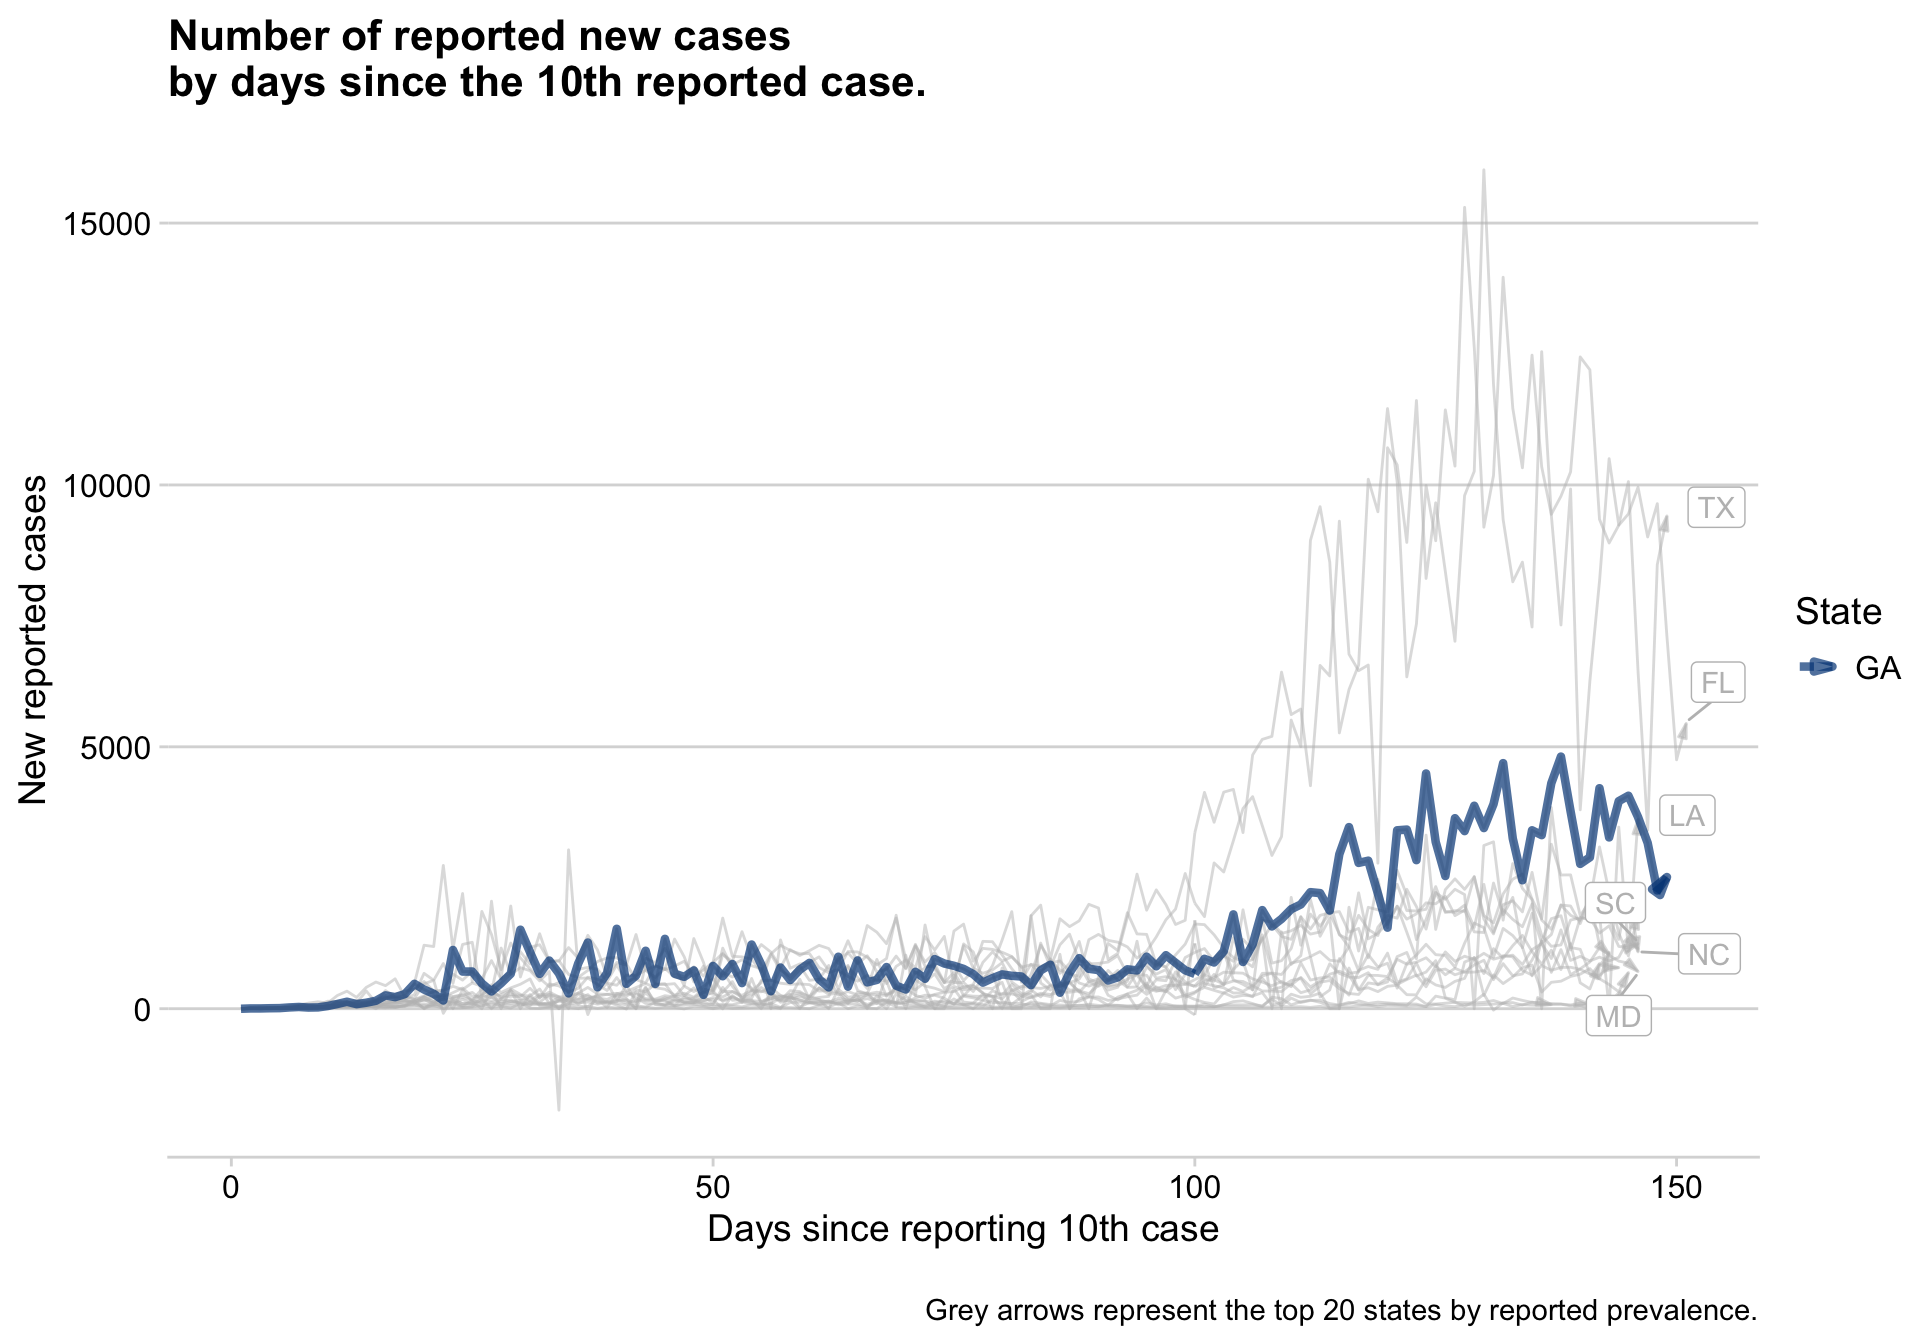 Number of reported new cases
by days since the 10th reported case.
New reported cases
15000
10000
5000
0
TX
FL
LA
SC
NC
MD
State
GA
0
50
100
150
Days since reporting 10th case
Grey arrows represent the top 20 states by reported prevalence.